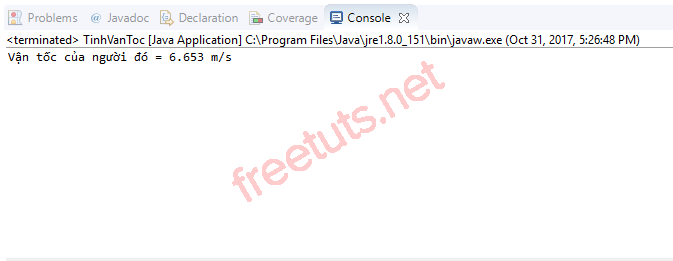 Problems @ Javadoc Declaration Coverage Console
<terminated> TinhVanToc [Java Application] C:\Program Files\Java\jre1.8.0_151\bin\javaw.exe (Oct 31, 2017, 5:26:48 PM)
Vận tốc của người đó = 6.653 m/s
freetuts.net